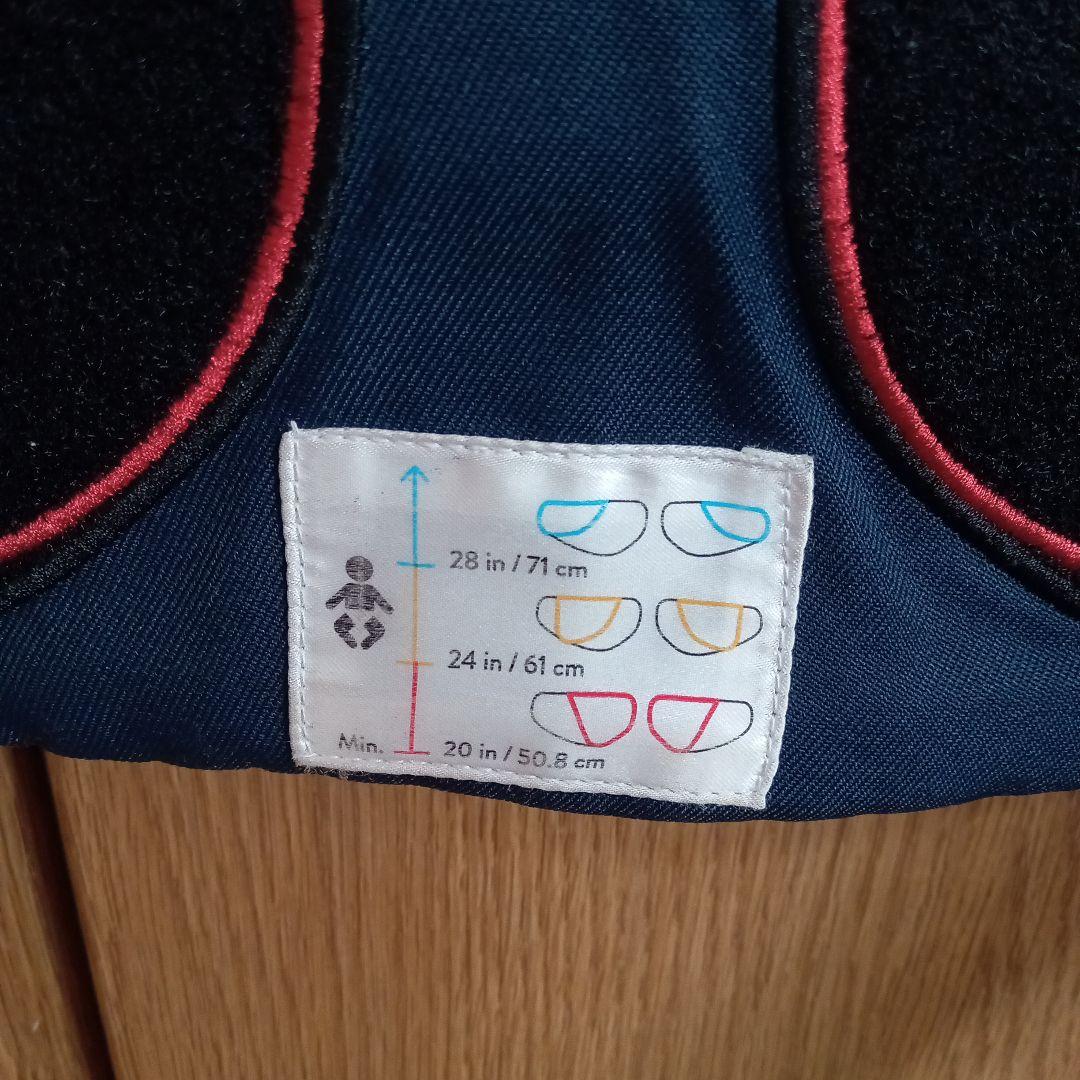 28 in / 71 cm
24 in / 61 cm
Min. 20 in / 50.8 cm